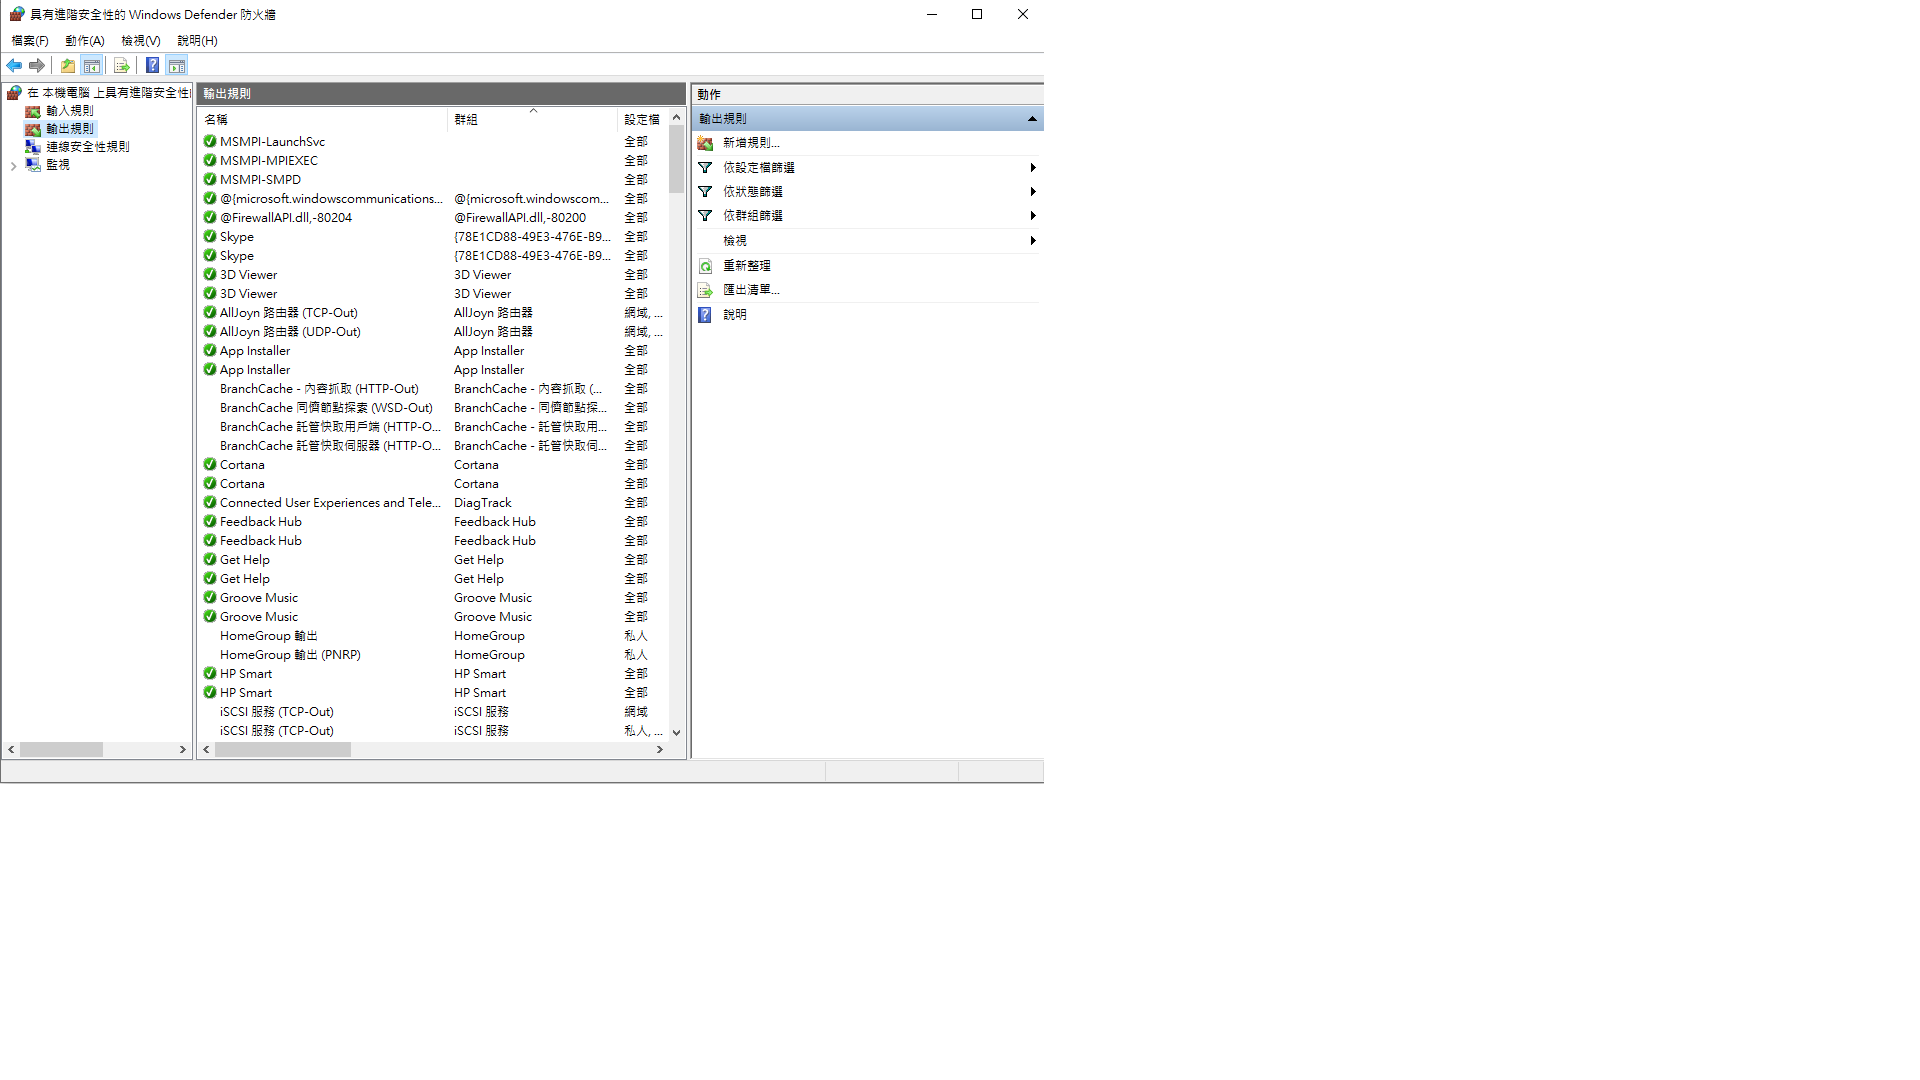 具有進階安全性的 Windows Defender 防火牆
檔案(F) 動作(A) 檢視(V) 說明(H)
在 本機電腦 上具有進階安全性
輸入規則
輸出規則
連線安全性規則
監視
輸出規則
名稱 群組 設定檔
MSMPI-LaunchSvc 全部
MSMPI-MPIEXEC 全部
MSMPI-SMPD 全部
@{microsoft.windowscommunications... @{microsoft.windowscom... 全部
@FirewallAPI.dll,-80204 @FirewallAPI.dll,-80200 全部
Skype {78E1CD88-49E3-476E-B9... 全部
Skype {78E1CD88-49E3-476E-B9... 全部
3D Viewer 3D Viewer 全部
3D Viewer 3D Viewer 全部
AllJoyn 路由器 (TCP-Out) AllJoyn 路由器 網域, ...
AllJoyn 路由器 (UDP-Out) AllJoyn 路由器 網域, ...
App Installer App Installer 全部
App Installer App Installer 全部
BranchCache - 內容抓取 (HTTP-Out) BranchCache - 內容抓取 (... 全部
BranchCache 同儕節點探索 (WSD-Out) BranchCache - 同儕節點探... 全部
BranchCache 託管快取用戶端 (HTTP-O... BranchCache - 託管快取用... 全部
BranchCache 託管快取伺服器 (HTTP-O... BranchCache - 託管快取伺... 全部
Cortana Cortana 全部
Cortana Cortana 全部
Connected User Experiences and Tele... DiagTrack 全部
Feedback Hub Feedback Hub 全部
Feedback Hub Feedback Hub 全部
Get Help Get Help 全部
Get Help Get Help 全部
Groove Music Groove Music 全部
Groove Music Groove Music 全部
HomeGroup 輸出 HomeGroup 私人
HomeGroup 輸出 (PNRP) HomeGroup 私人
HP Smart HP Smart 全部
HP Smart HP Smart 全部
iSCSI 服務 (TCP-Out) iSCSI 服務 網域
iSCSI 服務 (TCP-Out) iSCSI 服務 私人, ...
動作
輸出規則
新增規則...
依設定檔篩選
依狀態篩選
依群組篩選
檢視
重新整理
匯出清單...
說明